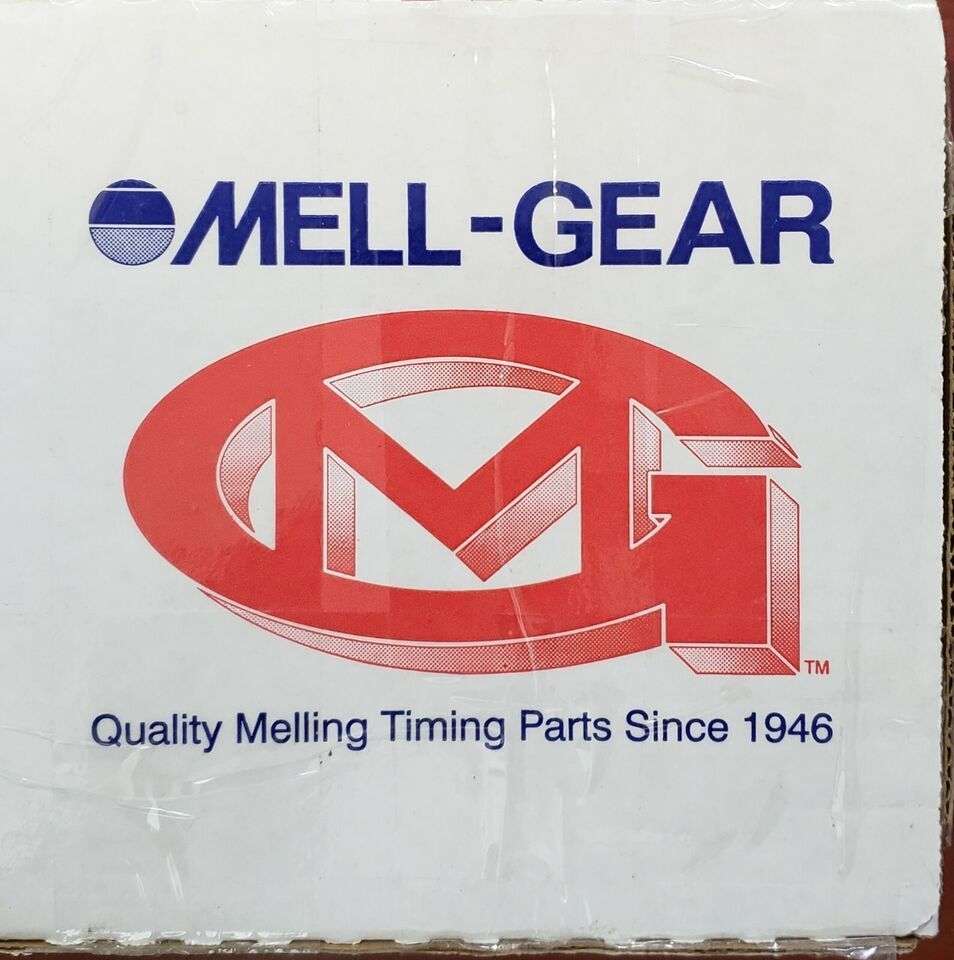 MELL-GEAR
MG
TM
Quality Melling Timing Parts Since 1946